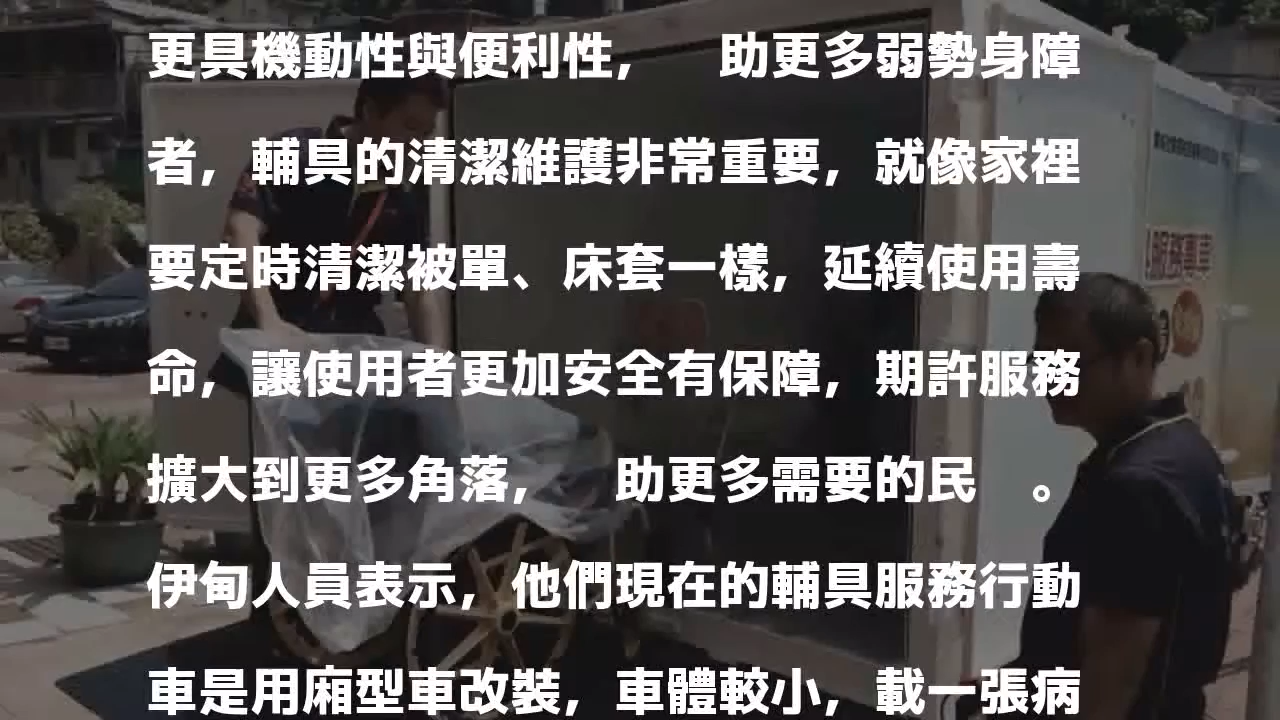 更具機動性與便利性,　助更多弱勢身障
者，輔具的清潔維護非常重要，就像家裡
要定時清潔被單、床套一樣，延續使用壽
命，讓使用者更加安全有保障，期許服務
擴大到更多角落,　助更多需要的民　。
伊甸人員表示，他們現在的輔具服務行動
車是用廂型車改裝，車體較小，載一張病
服務專車